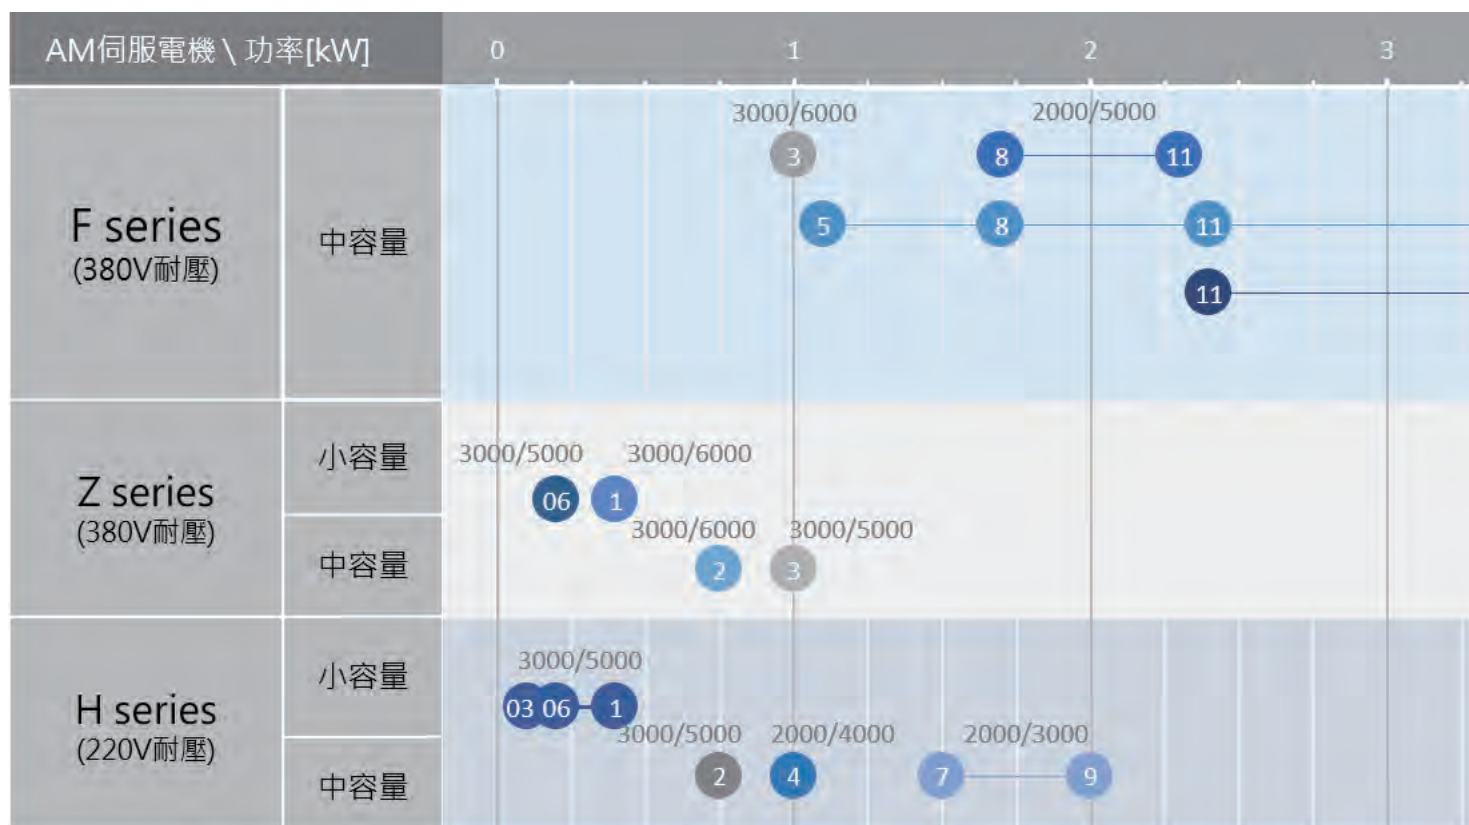 AM伺服電機 \ 功率[kW] 0 1 2 3
F series
(380V耐壓)
中容量
3000/6000 2000/5000
3 8 11
5 8 11
11
Z series
(380V耐壓)
小容量
3000/5000 3000/6000
06 1
中容量
3000/6000 3000/5000
2 3
H series
(220V耐壓)
小容量
3000/5000
03 06 1
中容量
3000/5000 2000/4000 2000/3000
2 4 7 9